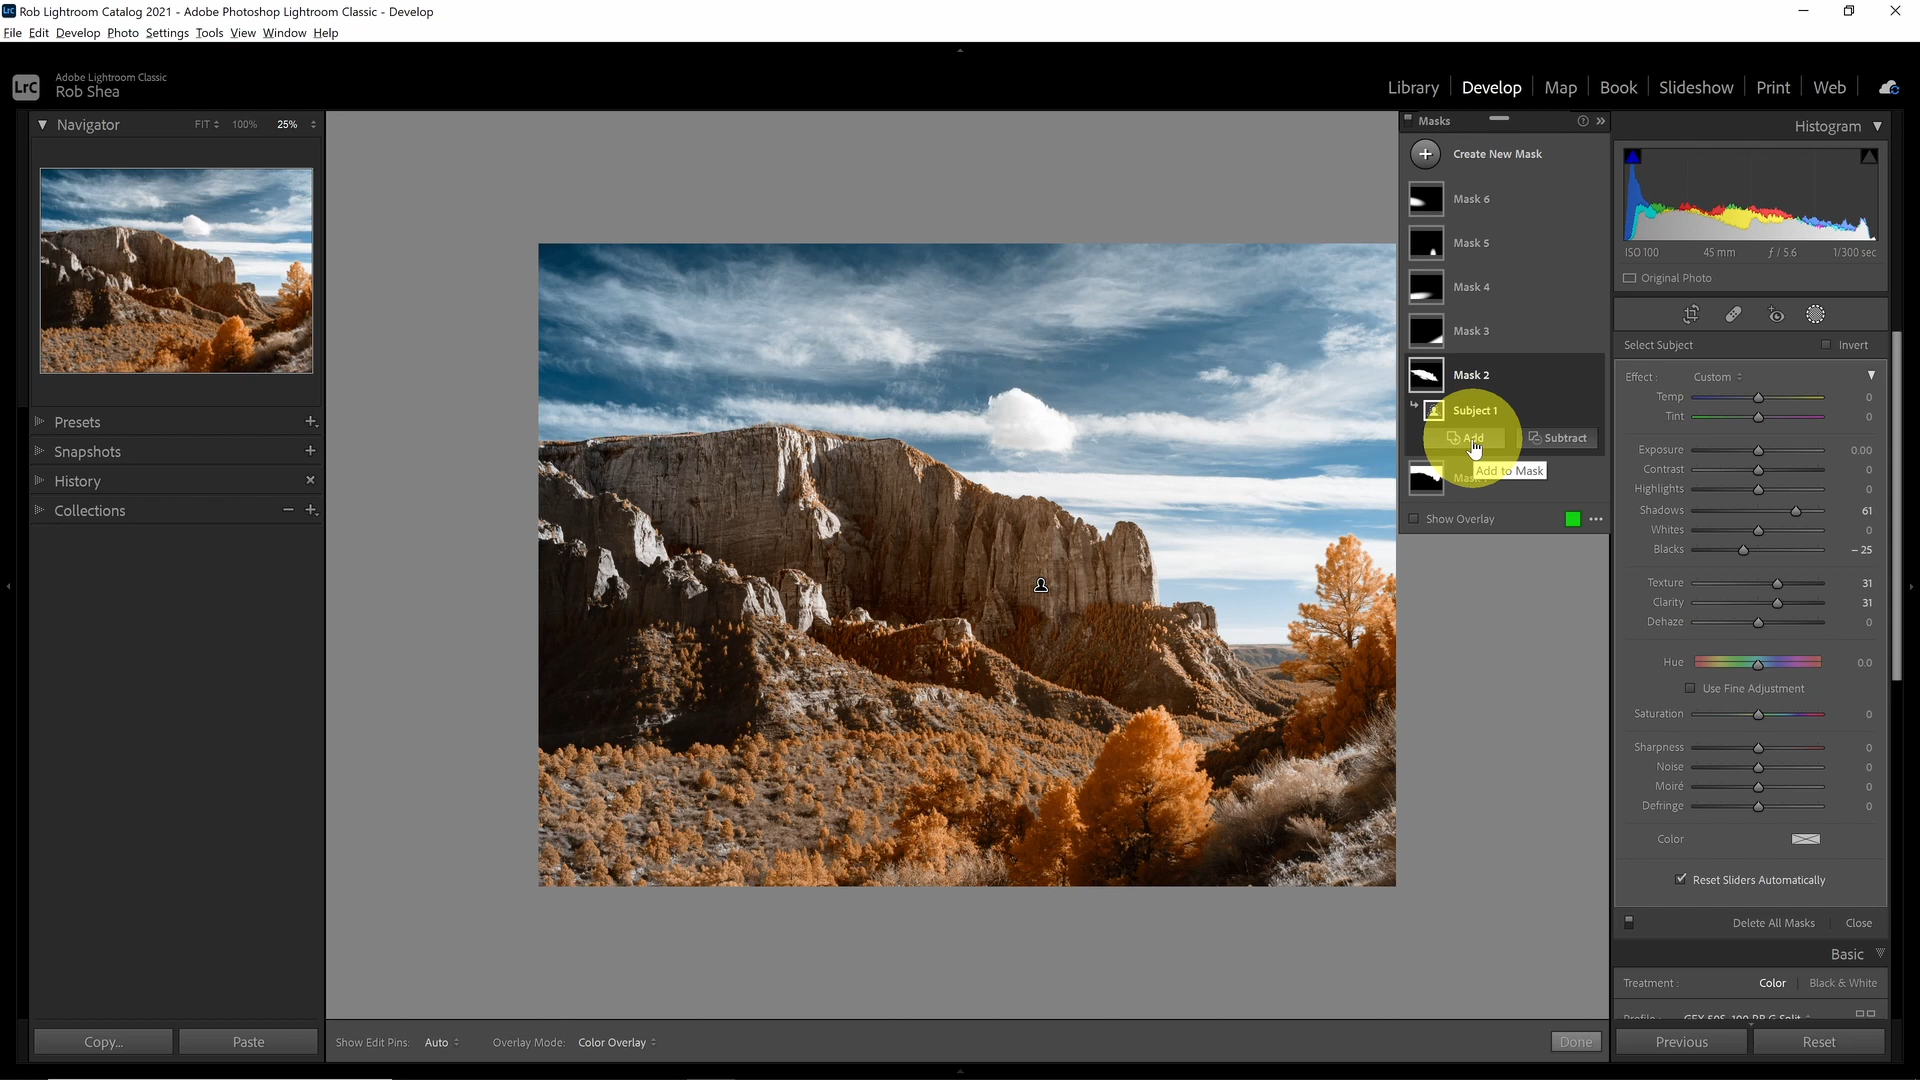 Rob Lightroom Catalog 2021 - Adobe Photoshop Lightroom Classic - Develop
File Edit Develop Photo Settings Tools View Window Help
LrC
Adobe Lightroom Classic
Rob Shea
Library Develop Map Book Slideshow Print Web
Navigator FIT 100% 25%
Presets
Snapshots
History
Collections
Copy... Paste
Show Edit Pins: Auto Overlay Mode: Color Overlay Done
Masks
Create New Mask
Mask 6
Mask 5
Mask 4
Mask 3
Mask 2
Subject 1
Add Subtract
Add to Mask
Show Overlay
Histogram
ISO 100 45 mm f / 5.6 1/300 sec
Original Photo
Select Subject Invert
Effect: Custom
Temp 0
Tint 0
Exposure 0.00
Contrast 0
Highlights 0
Shadows 61
Whites 0
Blacks – 25
Texture 31
Clarity 31
Dehaze 0
Hue 0.0
Use Fine Adjustment
Saturation 0
Sharpness 0
Noise 0
Moiré 0
Defringe 0
Color
Reset Sliders Automatically
Delete All Masks Close
Basic
Treatment: Color Black & White
Previous Reset